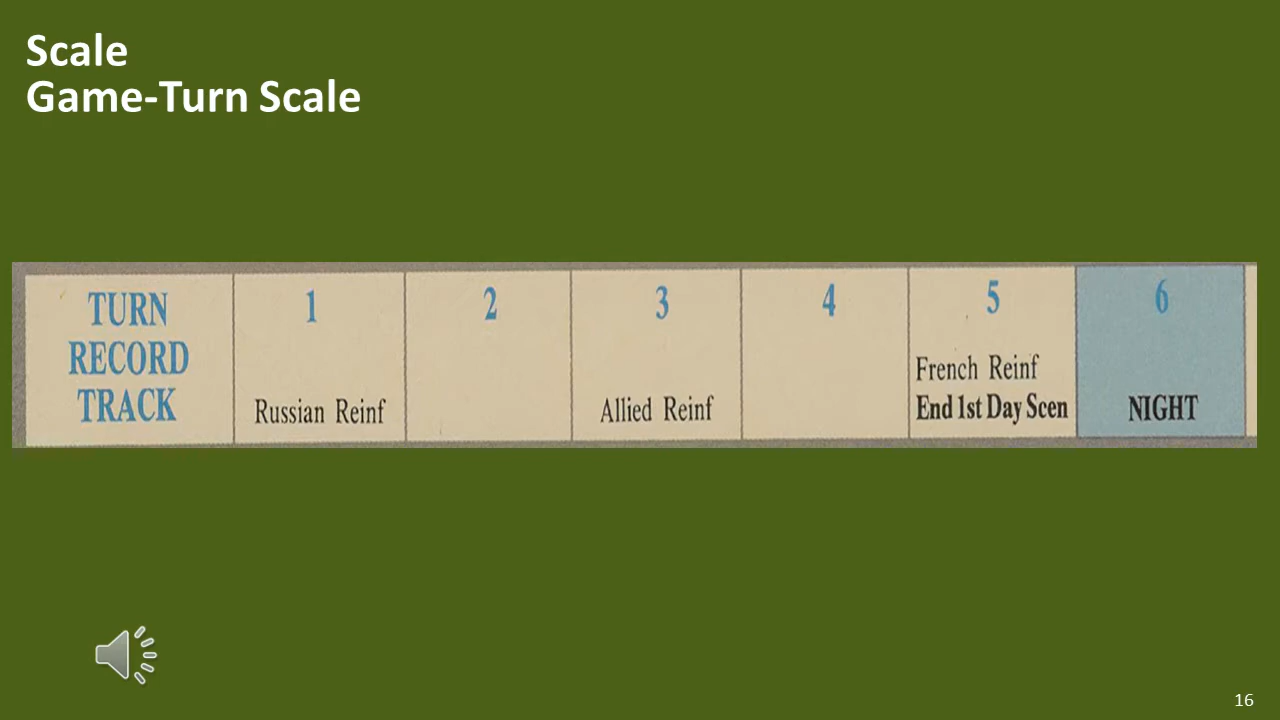 Scale
Game-Turn Scale
TURN
RECORD
TRACK
1
Russian Reinf
2
3
Allied Reinf
4
5
French Reinf
End 1st Day Scen
6
NIGHT
16